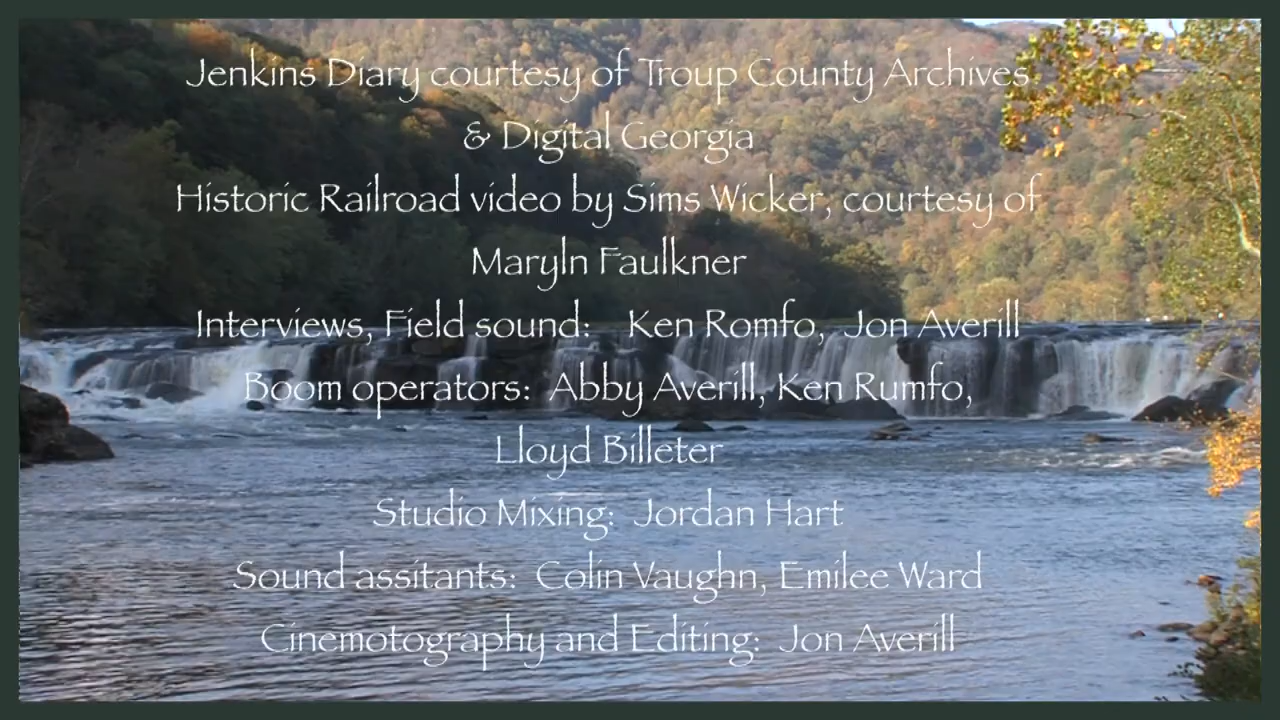 Jenkins Diary courtesy of Troup County Archives
& Digital Georgia
Historic Railroad video by Sims Wicker, courtesy of
Maryln Faulkner
Interviews, Field sound:   Ken Romfo,  Jon Averill
Boom operators:  Abby Averill, Ken Rumfo,
Lloyd Billeter
Studio Mixing:  Jordan Hart
Sound assitants:  Colin Vaughn, Emilee Ward
Cinemotography and Editing:  Jon Averill